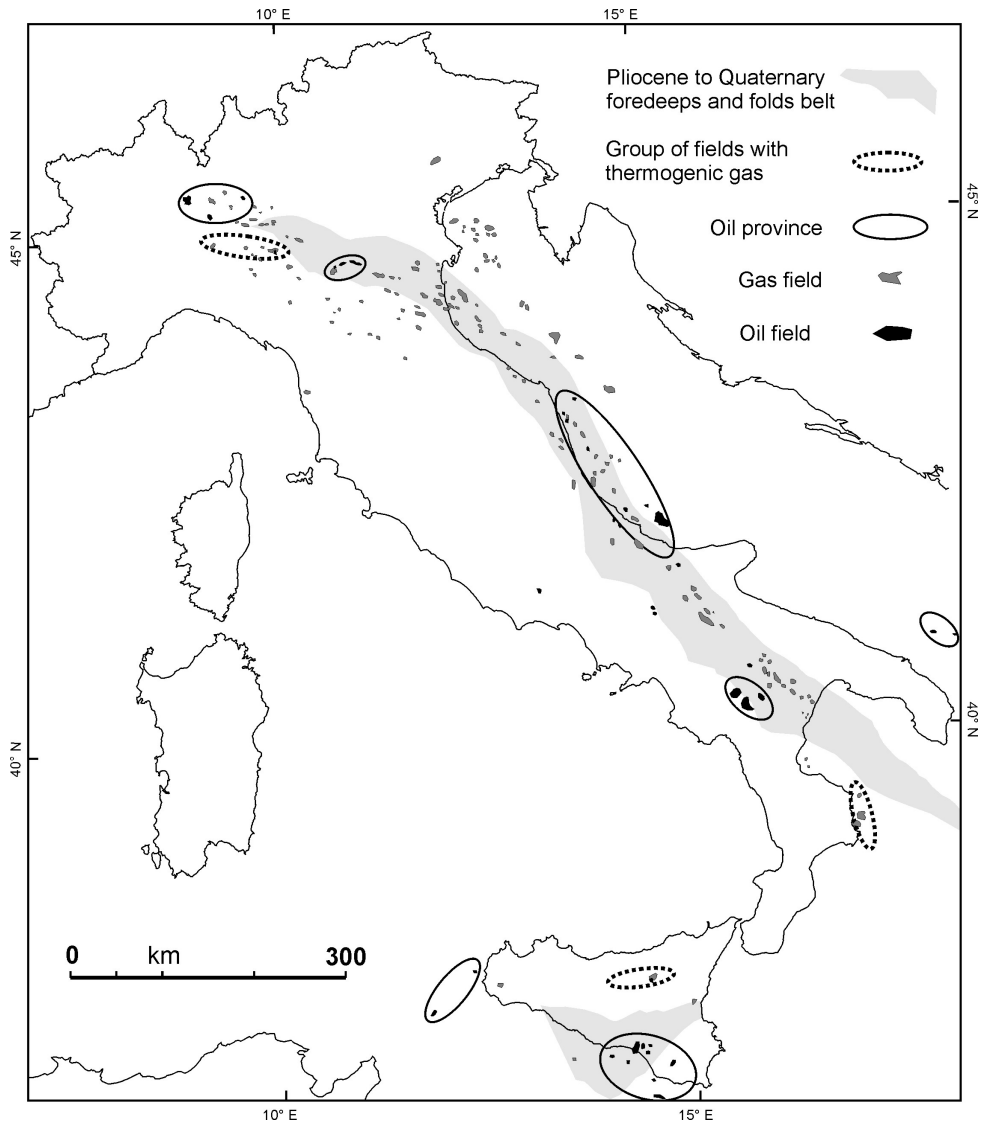 10° E
15° E
Pliocene to Quaternary
foredeeps and folds belt
Group of fields with
thermogenic gas
Oil province
Gas field
Oil field
45° N
45° N
40° N
40° N
0 km 300
10° E
15° E